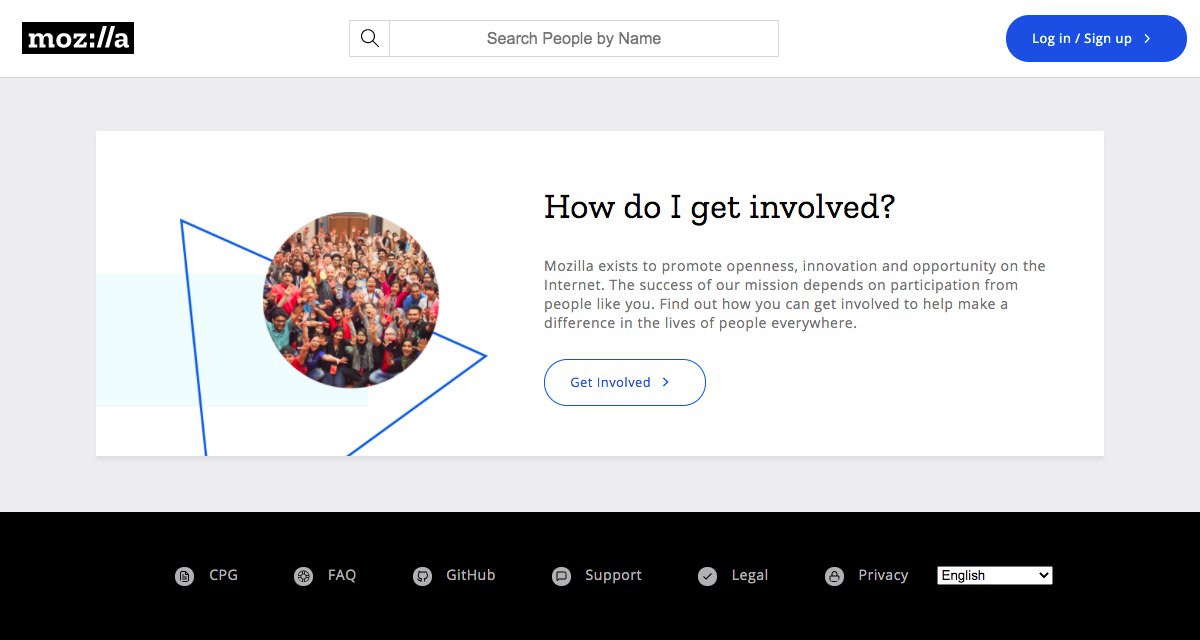 moz://a
Search People by Name
Log in / Sign up
How do I get involved?
Mozilla exists to promote openness, innovation and opportunity on the
Internet. The success of our mission depends on participation from
people like you. Find out how you can get involved to help make a
difference in the lives of people everywhere.
Get Involved
CPG
FAQ
GitHub
Support
Legal
Privacy
English